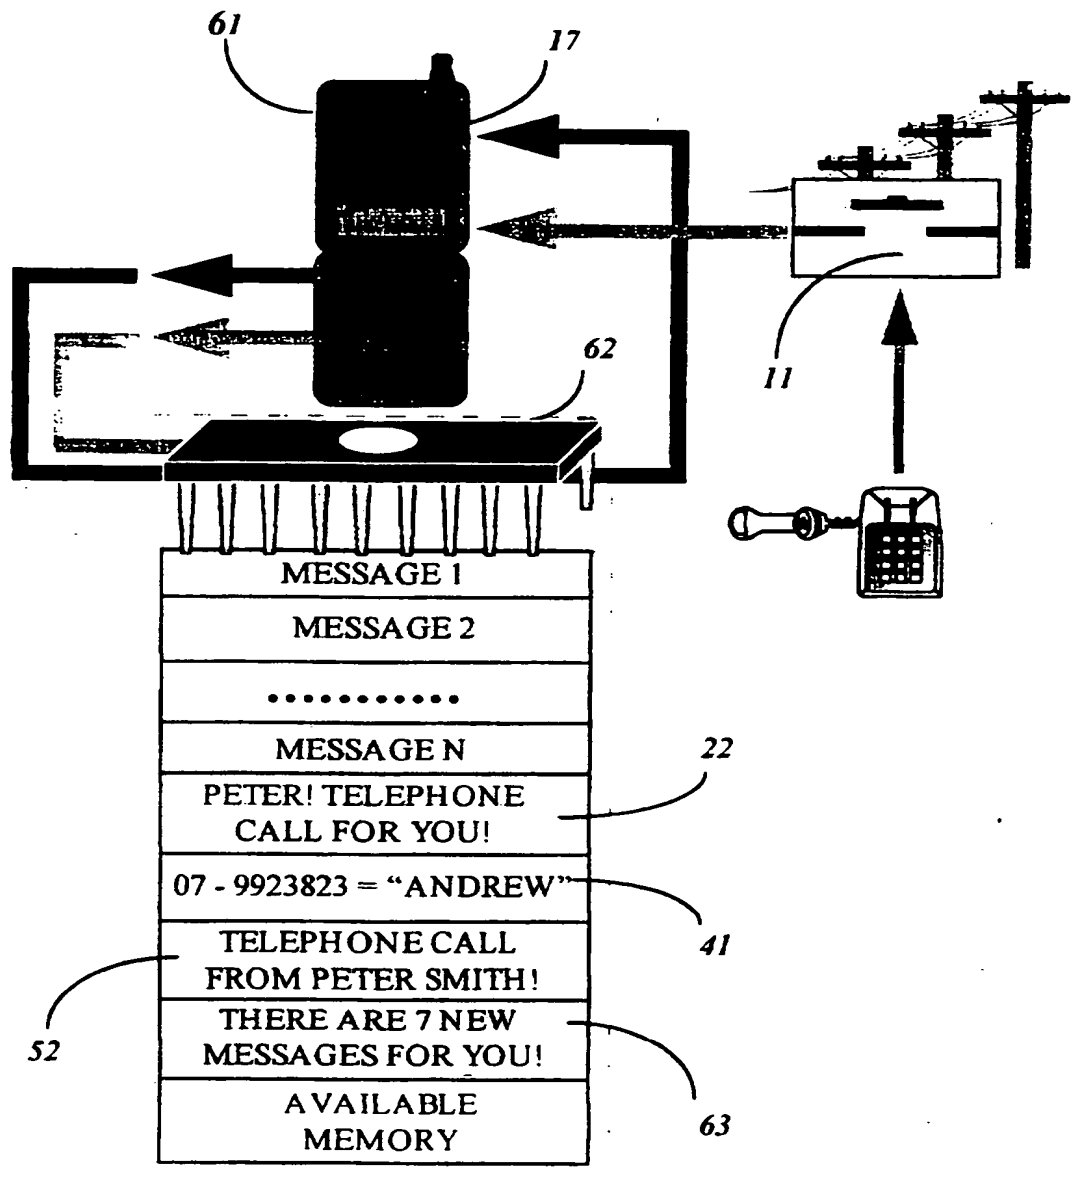 61
17
11
62
MESSAGE 1
MESSAGE 2
...........
MESSAGE N
22
PETER! TELEPHONE
CALL FOR YOU!
07 - 9923823 = “ANDREW”
41
TELEPHONE CALL
FROM PETER SMITH!
52
THERE ARE 7 NEW
MESSAGES FOR YOU!
63
AVAILABLE
MEMORY